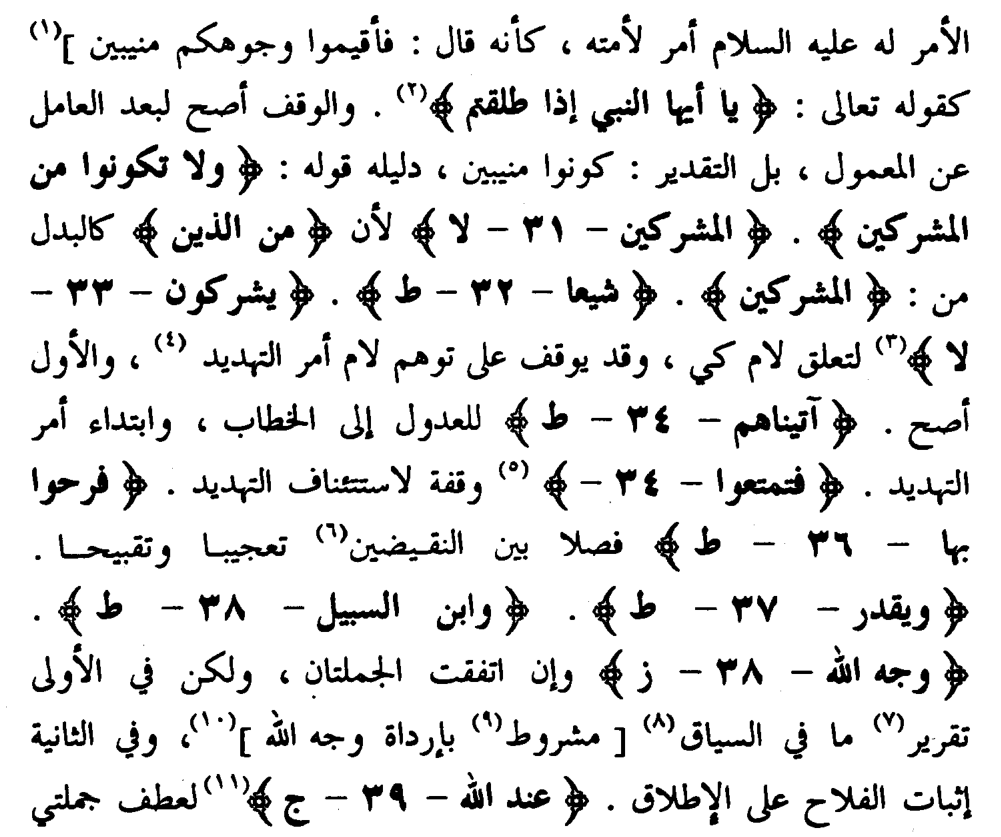 الأمر له عليه السلام أمر لأمته ، كأنه قال : فأقيموا وجوهكم منيبين ](١)
كقوله تعالى : ﴿ يا أيها النبي إذا طلقتم ﴾(٢) . والوقف أصح لبعد العامل
عن المعمول ، بل التقدير : كونوا منيبين ، دليله قوله : ﴿ ولا تكونوا من
المشركين ﴾ . ﴿ المشركين – ٣١ – لا ﴾ لأن ﴿ من الذين ﴾ كالبدل
من : ﴿ المشركين ﴾ . ﴿ شيعا – ٣٢ – ط ﴾ . ﴿ يشركون – ٣٣ –
لا ﴾(٣) لتعلق لام كي ، وقد يوقف على توهم لام أمر التهديد (٤) ، والأول
أصح . ﴿ آتيناهم – ٣٤ – ط ﴾ للعدول إلى الخطاب ، وابتداء أمر
التهديد . ﴿ فتمتعوا – ٣٤ – ﴾ (٥) وقفة لاستتئناف التهديد . ﴿ فرحوا
بها – ٣٦ – ط ﴾ فصلا بين النقيضين(٦) تعجيبا وتقبيحا .
﴿ ويقدر – ٣٧ – ط ﴾ . ﴿ وابن السبيل – ٣٨ – ط ﴾ .
﴿ وجه الله – ٣٨ – ز ﴾ وإن اتفقت الجملتان ، ولكن في الأولى
تقرير(٧) ما في السياق(٨) [ مشروط(٩) بإرداة وجه الله ](١٠)، وفي الثانية
إثبات الفلاح على الإطلاق . ﴿ عند الله – ٣٩ – ج ﴾(١١) لعطف جملتي